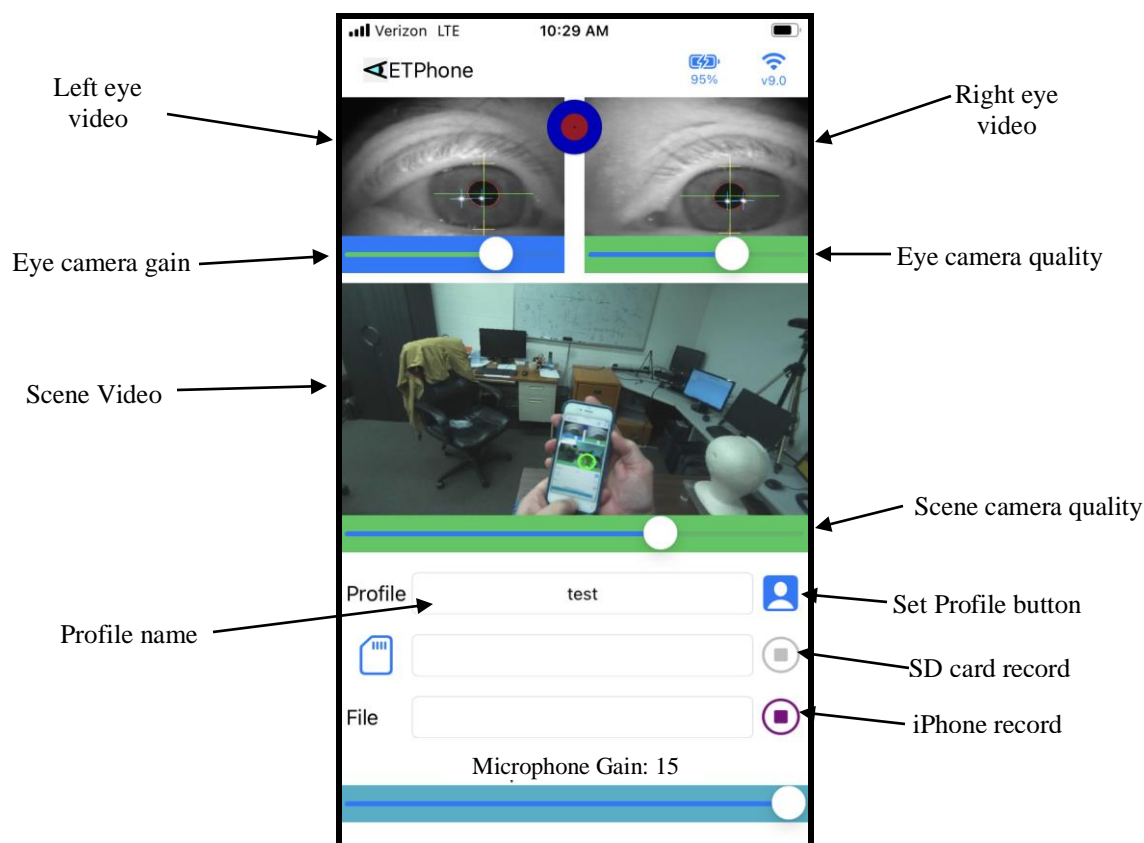 Verizon LTE 10:29 AM
ETPhone
95% v9.0
Left eye
video
Right eye
video
Eye camera gain
Eye camera quality
Scene Video
Scene camera quality
Profile test
Set Profile button
Profile name
SD card record
File
iPhone record
Microphone Gain: 15